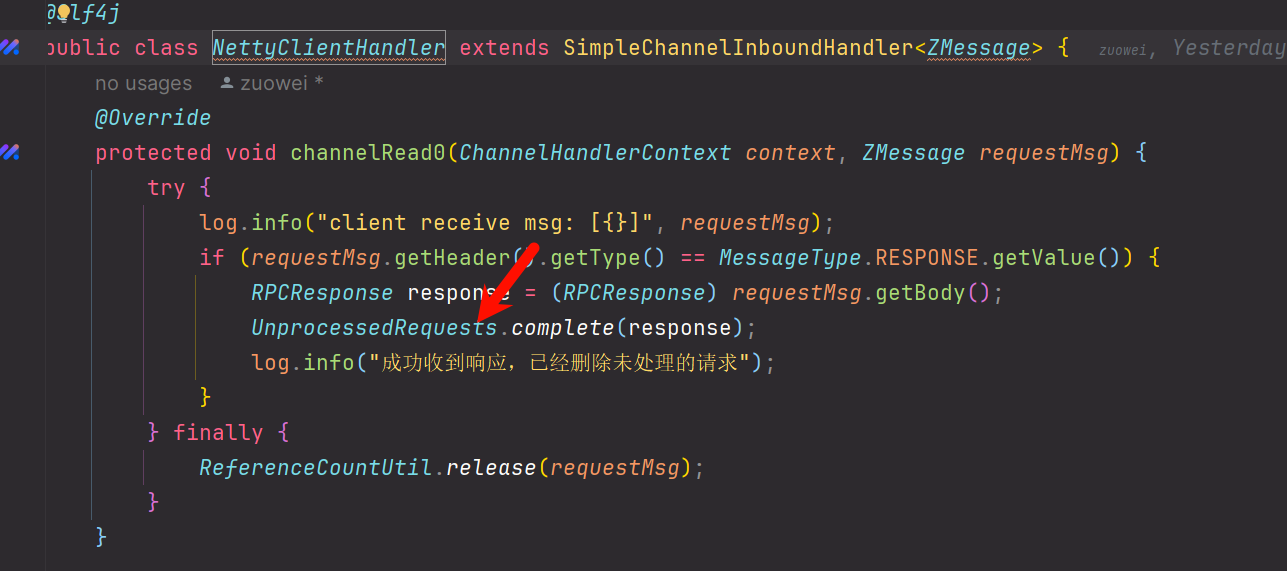 @Slf4j
public class NettyClientHandler extends SimpleChannelInboundHandler<ZMessage> { zuowei, Yesterday
no usages zuowei *
@Override
protected void channelRead0(ChannelHandlerContext context, ZMessage requestMsg) {
try {
log.info("client receive msg: [{}]", requestMsg);
if (requestMsg.getHeader().getType() == MessageType.RESPONSE.getValue()) {
RPCResponse response = (RPCResponse) requestMsg.getBody();
UnprocessedRequests.complete(response);
log.info("成功收到响应，已经删除未处理的请求");
}
} finally {
ReferenceCountUtil.release(requestMsg);
}
}